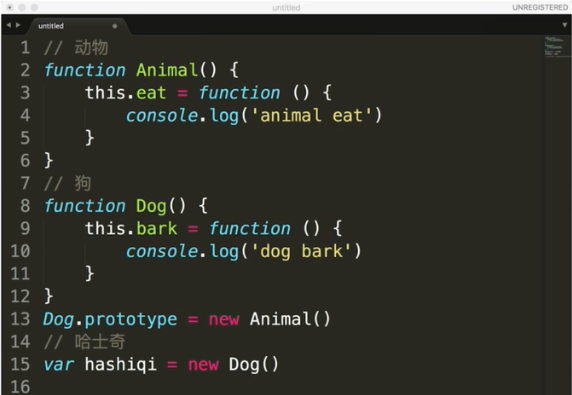 untitled
UNREGISTERED
untitled
1 // 动物
2 function Animal() {
3     this.eat = function () {
4         console.log('animal eat')
5     }
6 }
7 // 狗
8 function Dog() {
9     this.bark = function () {
10         console.log('dog bark')
11     }
12 }
13 Dog.prototype = new Animal()
14 // 哈士奇
15 var hashiqi = new Dog()
16